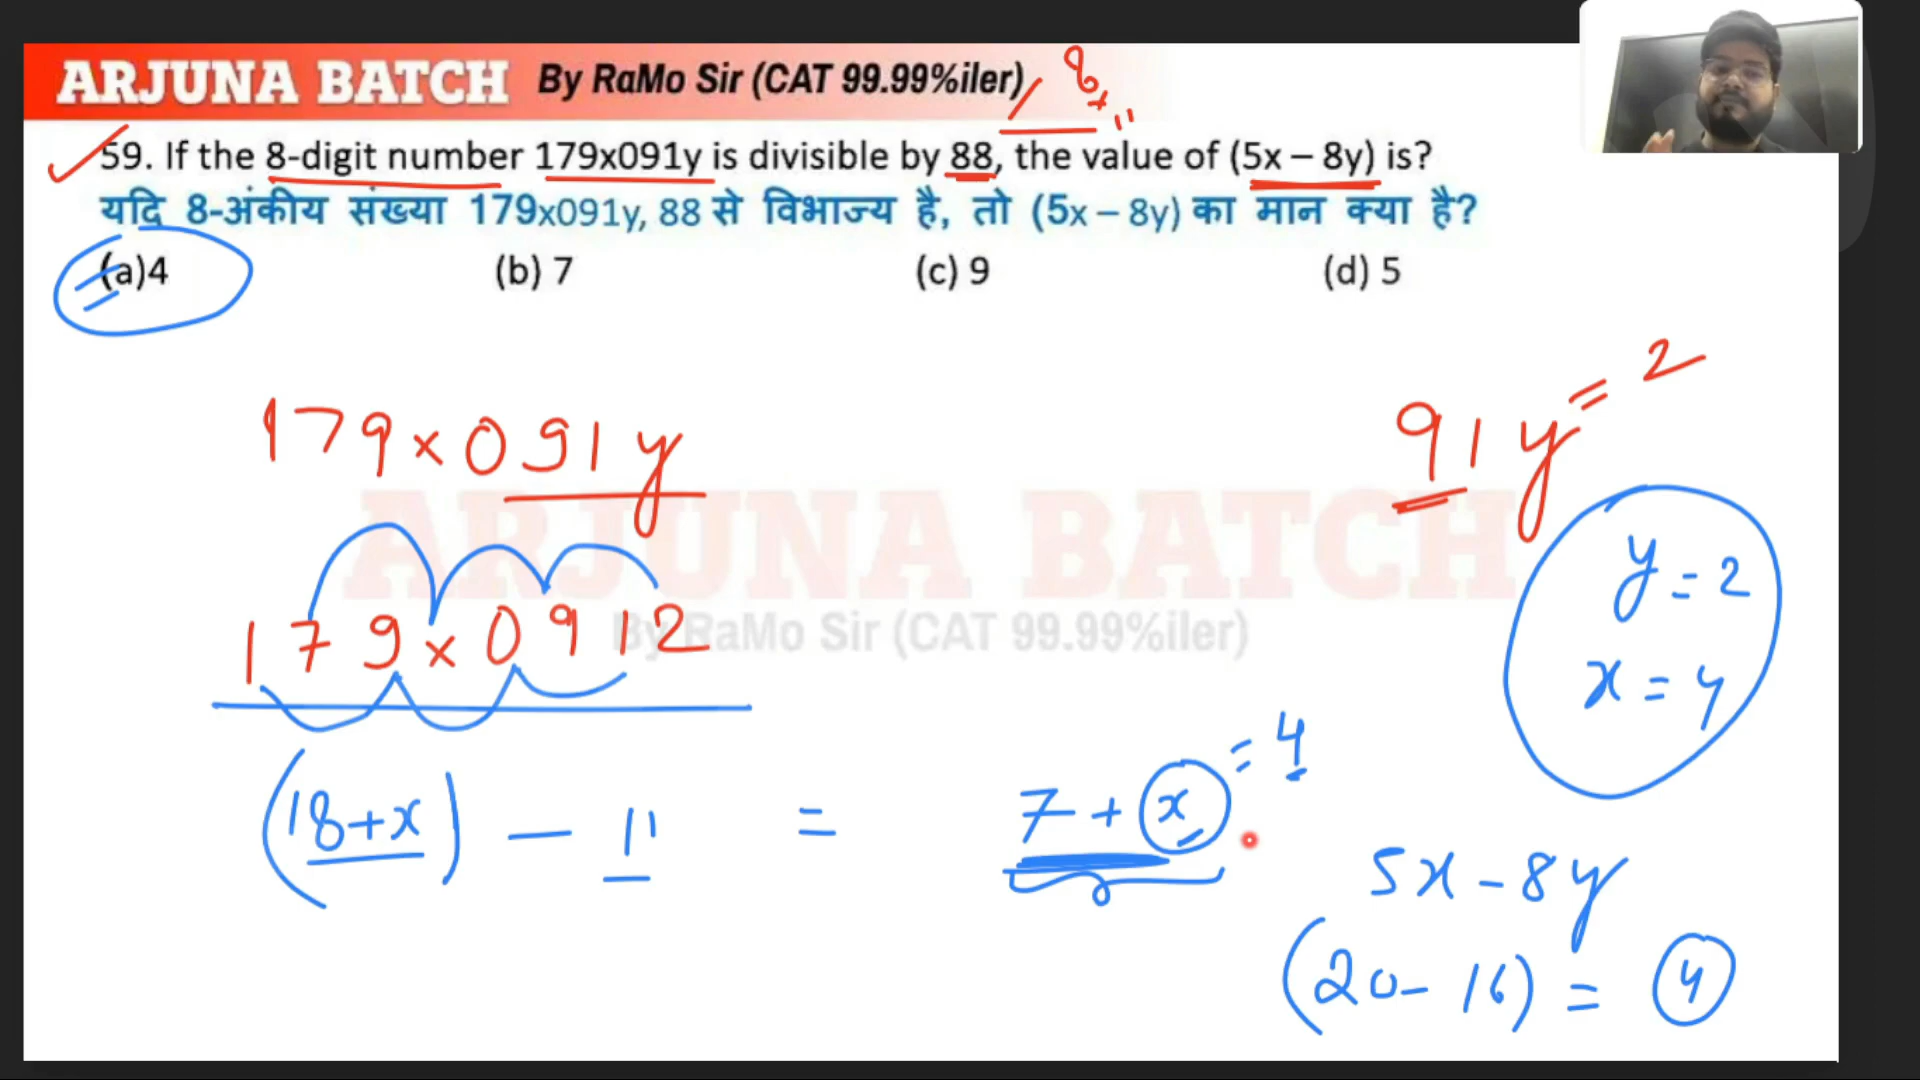 ARJUNA BATCH By RaMo Sir (CAT 99.99%iler)
8
× 11
59. If the 8-digit number 179x091y is divisible by 88, the value of (5x – 8y) is?
यदि 8-अंकीय संख्या 179x091y, 88 से विभाज्य है, तो (5x – 8y) का मान क्या है?
(a)4 (b) 7 (c) 9 (d) 5
179x091y
91y = 2
ARJUNA BATCH
By RaMo Sir (CAT 99.99%iler)
179x0912
y = 2
x = 4
(18+x) – 11 = 7 + x = 4
5x – 8y
(20 – 16) = 4